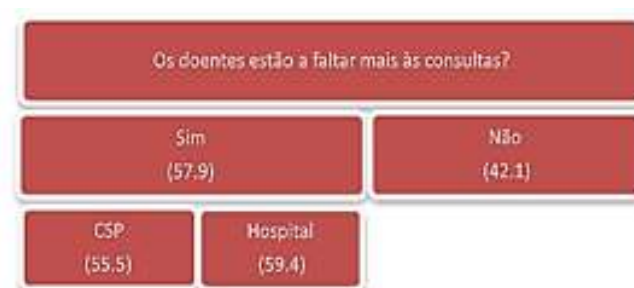 Os doentes estão a faltar mais às consultas?
Sim
(57.9)
Não
(42.1)
CSP
(55.5)
Hospital
(59.4)